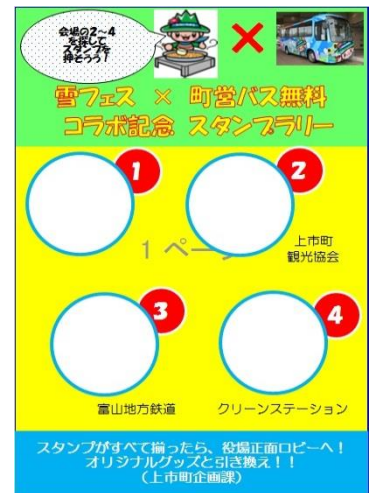 会場の2~4
を探して
スタンプを
押そう!
雪フェス × 町営バス無料
コラボ記念 スタンプラリー
1
2
1 ページ
上市町
観光協会
3
4
富山地方鉄道
クリーンステーション
スタンプがすべて揃ったら、役場正面ロビーへ!
オリジナルグッズと引き換え!!
(上市町企画課)